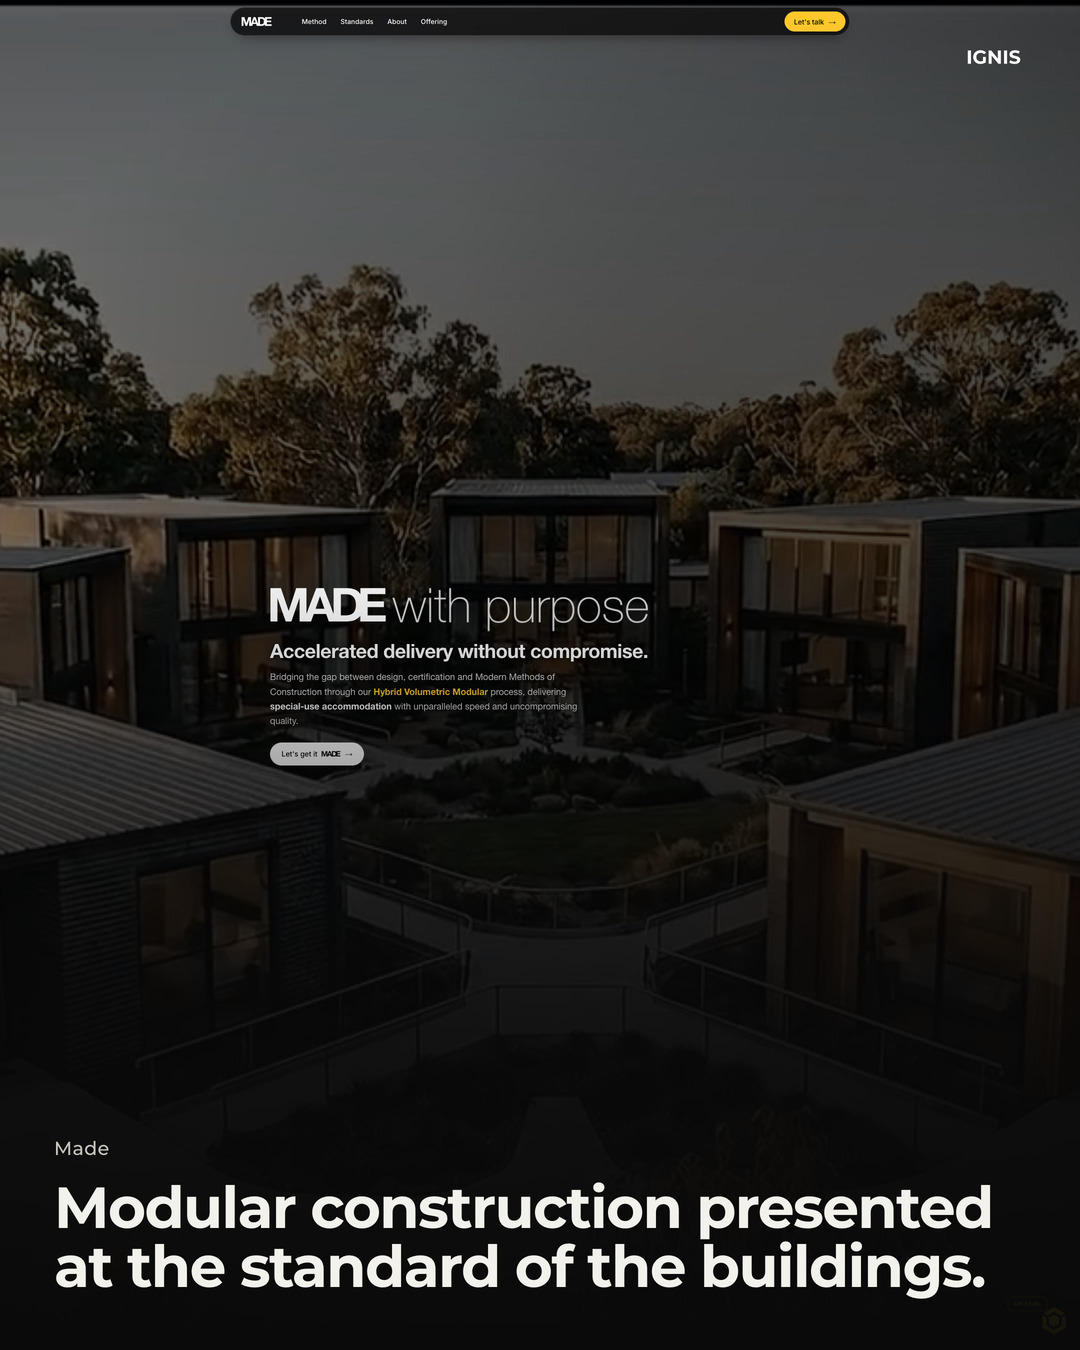 MADE Method Standards About Offering Let's talk →
IGNIS
MADE with purpose
Accelerated delivery without compromise.
Bridging the gap between design, certification and Modern Methods of
Construction through our Hybrid Volumetric Modular process, delivering
special-use accommodation with unparalleled speed and uncompromising
quality.
Let's get it MADE →
Made
Modular construction presented
at the standard of the buildings.